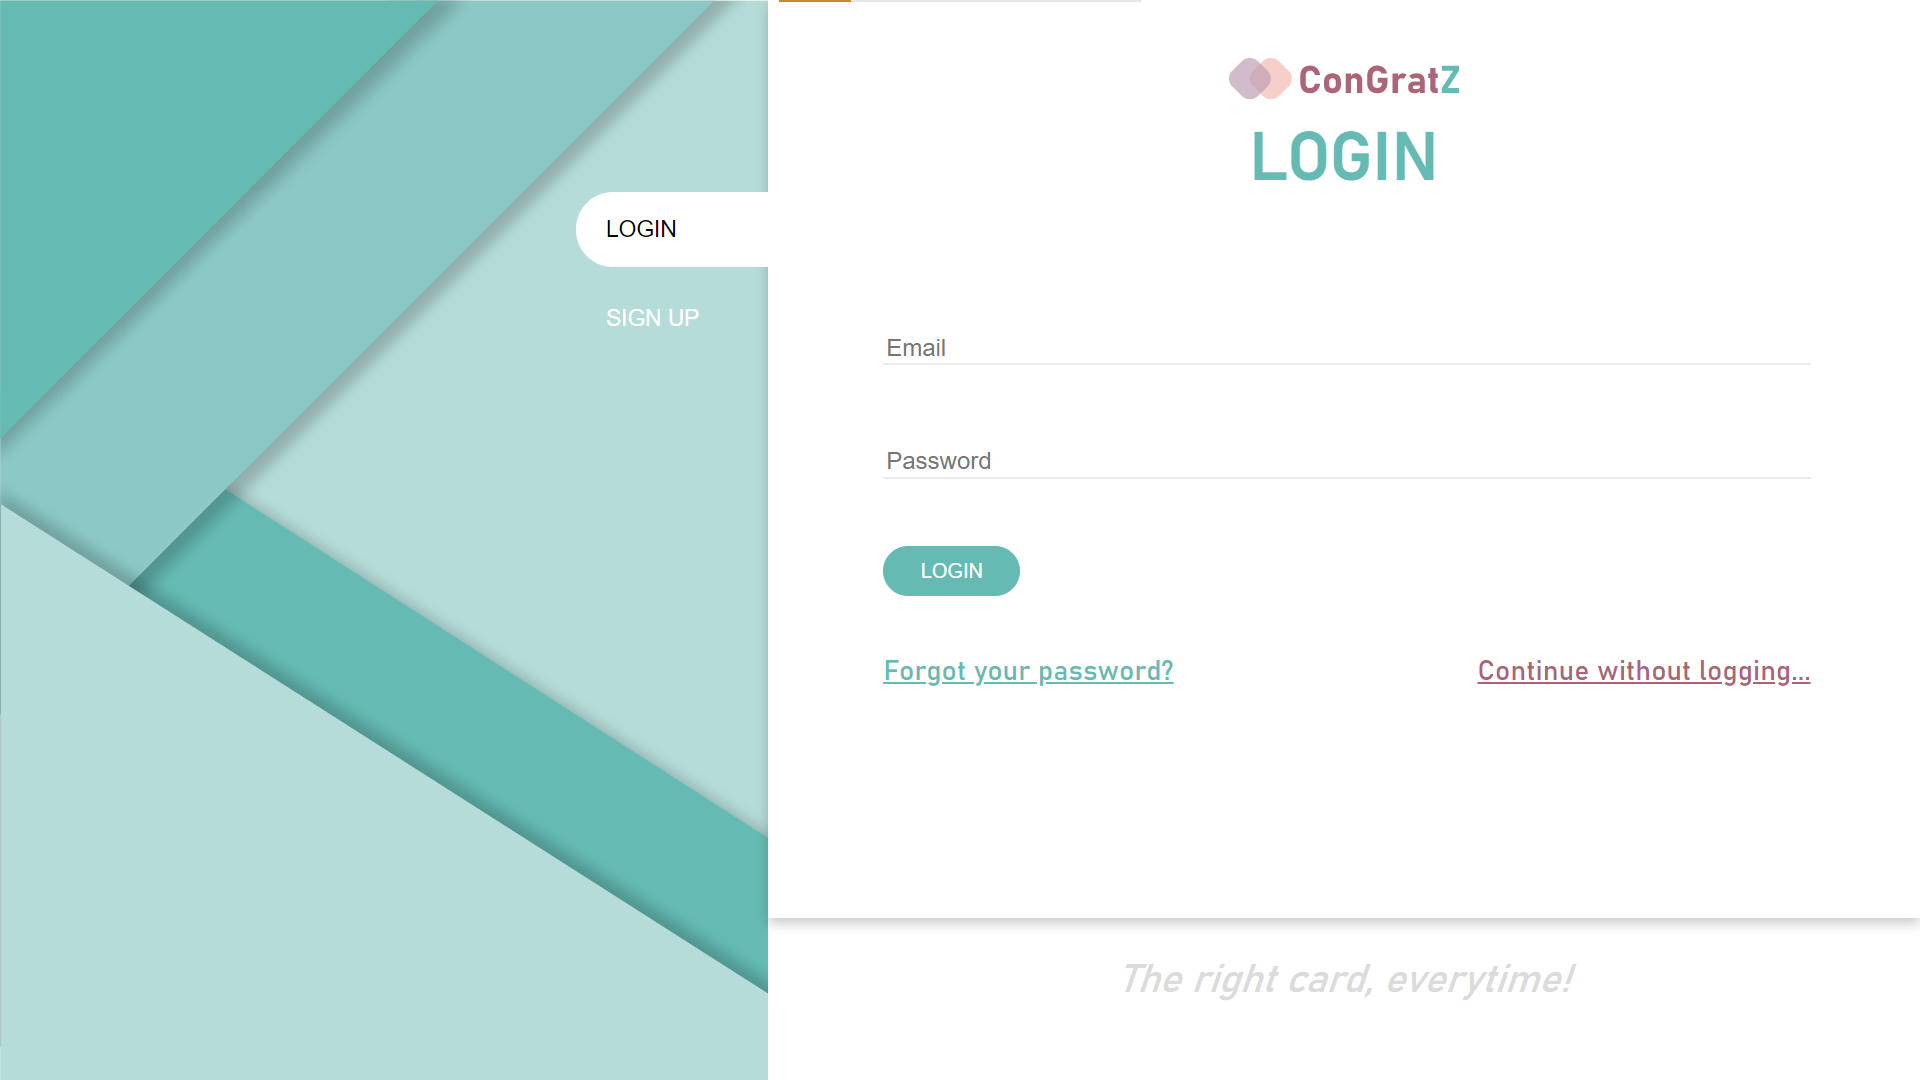 ConGratZ
LOGIN
LOGIN
SIGN UP
Email
Password
LOGIN
Forgot your password?
Continue without logging...
The right card, everytime!